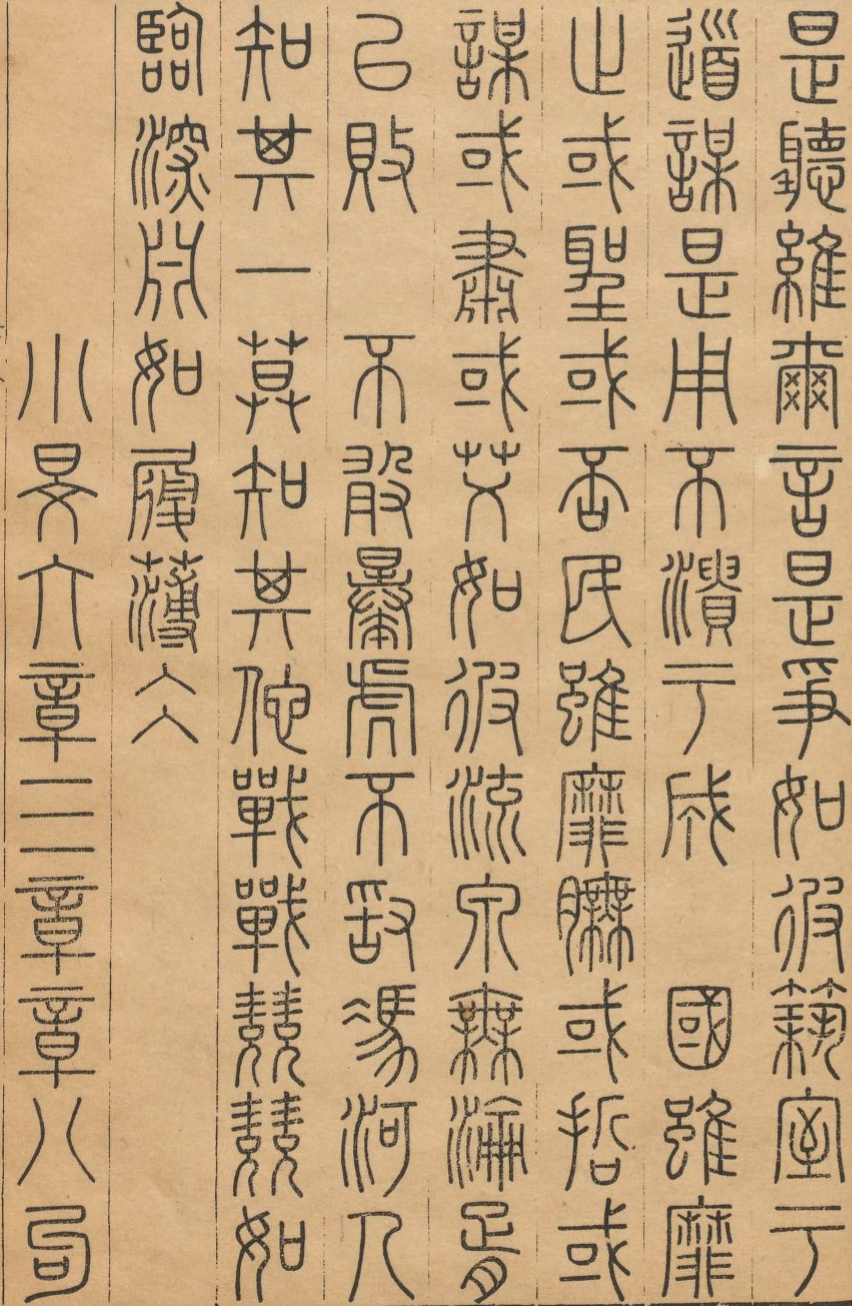 是聽維爾言是爭如彼築室于
道謀是用不潰于成　國雖靡
止或聖或否民雖靡膴或哲或
謀或肅或艾如彼流泉無淪胥
以敗　不敢暴虎不敢馮河人
知其一莫知其佗戰戰兢兢如
臨深淵如履薄仌
小旻六章三章章八句